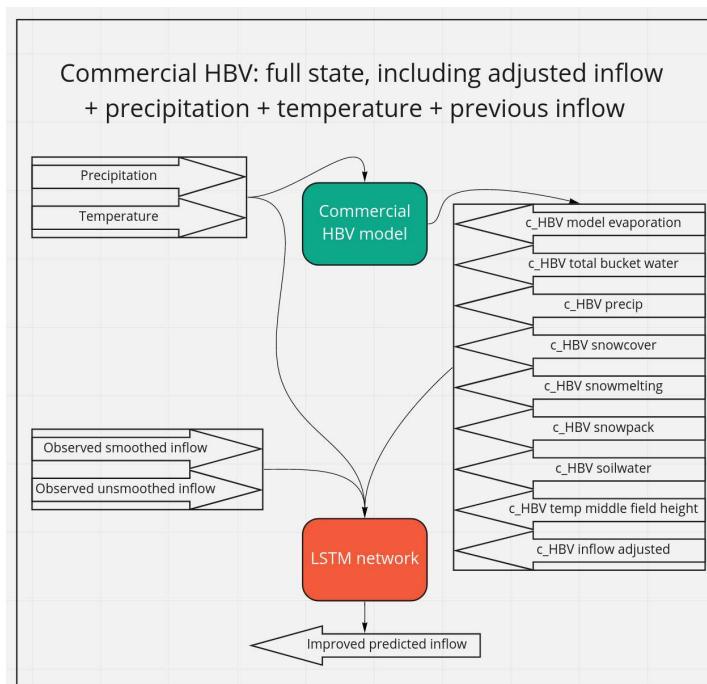 Commercial HBV: full state, including adjusted inflow
+ precipitation + temperature + previous inflow
Precipitation
Temperature
Commercial
HBV model
c_HBV model evaporation
c_HBV total bucket water
c_HBV precip
c_HBV snowcover
c_HBV snowmelting
c_HBV snowpack
c_HBV soilwater
c_HBV temp middle field height
c_HBV inflow adjusted
Observed smoothed inflow
Observed unsmoothed inflow
LSTM network
Improved predicted inflow